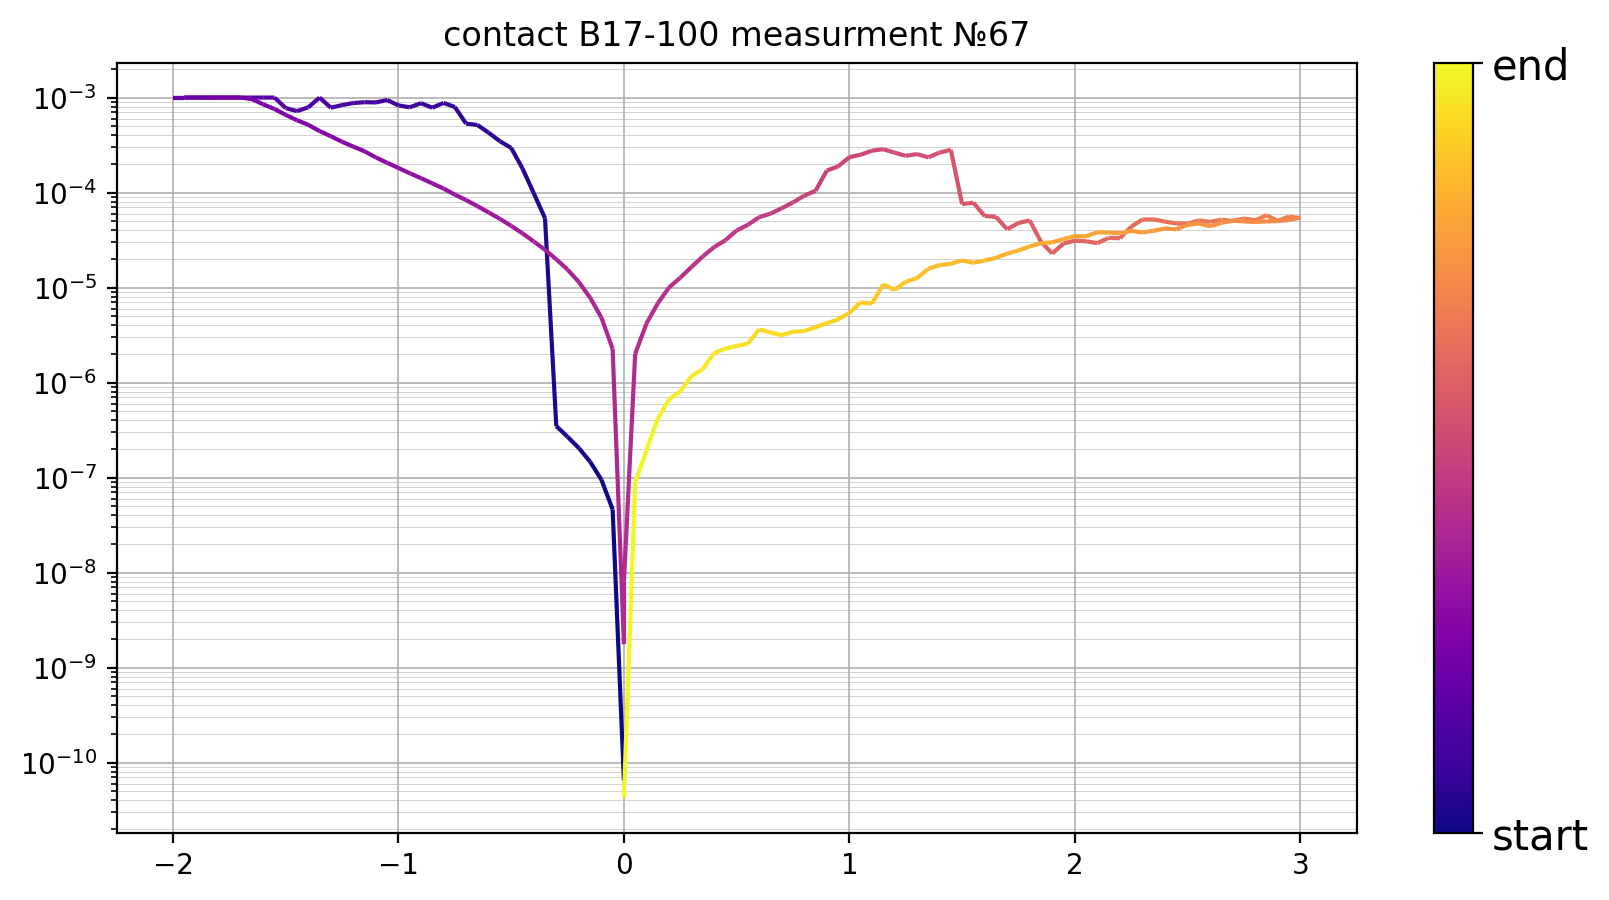 contact B17-100 measurment №67
10⁻³
10⁻⁴
10⁻⁵
10⁻⁶
10⁻⁷
10⁻⁸
10⁻⁹
10⁻¹⁰
−2 −1 0 1 2 3
end
start